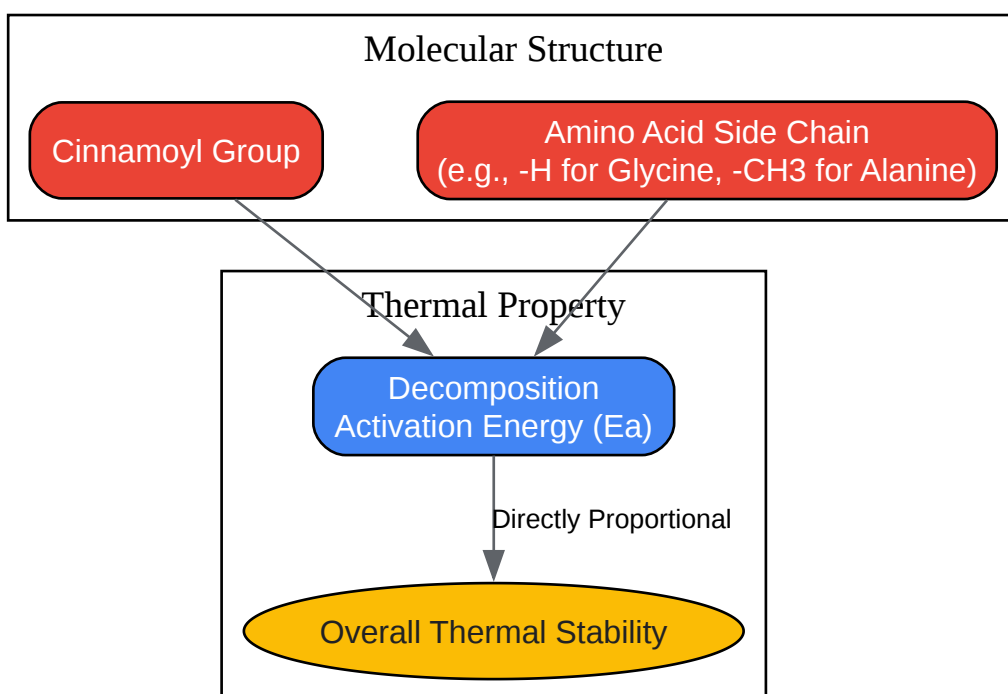 Molecular Structure
Cinnamoyl Group
Amino Acid Side Chain
(e.g., -H for Glycine, -CH3 for Alanine)
Thermal Property
Decomposition
Activation Energy (Ea)
Directly Proportional
Overall Thermal Stability